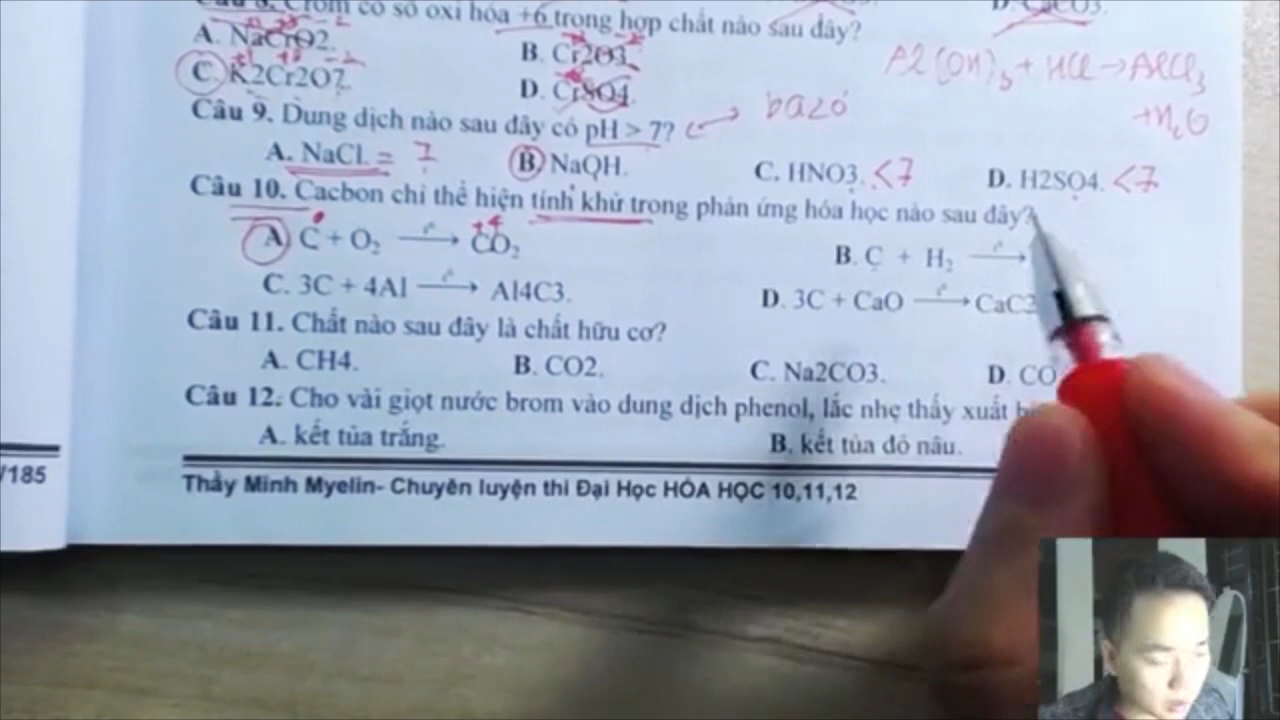 Câu 8. Crom có số oxi hóa +6 trong hợp chất nào sau đây? D. CaCO3.
A. NaCrO2. B. Cr2O3.
C. K2Cr2O7. D. CrSO4.
Al(OH)3 + HCl → AlCl3
+ H2O
Câu 9. Dung dịch nào sau đây có pH > 7? bazơ
A. NaCl. = 7 B. NaOH. C. HNO3. <7 D. H2SO4. <7
Câu 10. Cacbon chỉ thể hiện tính khử trong phản ứng hóa học nào sau đây?
A. C + O2 t° → CO2 B. C + H2 t° →
C. 3C + 4Al t° → Al4C3. D. 3C + CaO t° → CaC2
Câu 11. Chất nào sau đây là chất hữu cơ?
A. CH4. B. CO2. C. Na2CO3. D. CO
Câu 12. Cho vài giọt nước brom vào dung dịch phenol, lắc nhẹ thấy xuất
A. kết tủa trắng. B. kết tủa đỏ nâu.
/185
Thầy Minh Myelin- Chuyên luyện thi Đại Học HÓA HỌC 10,11,12